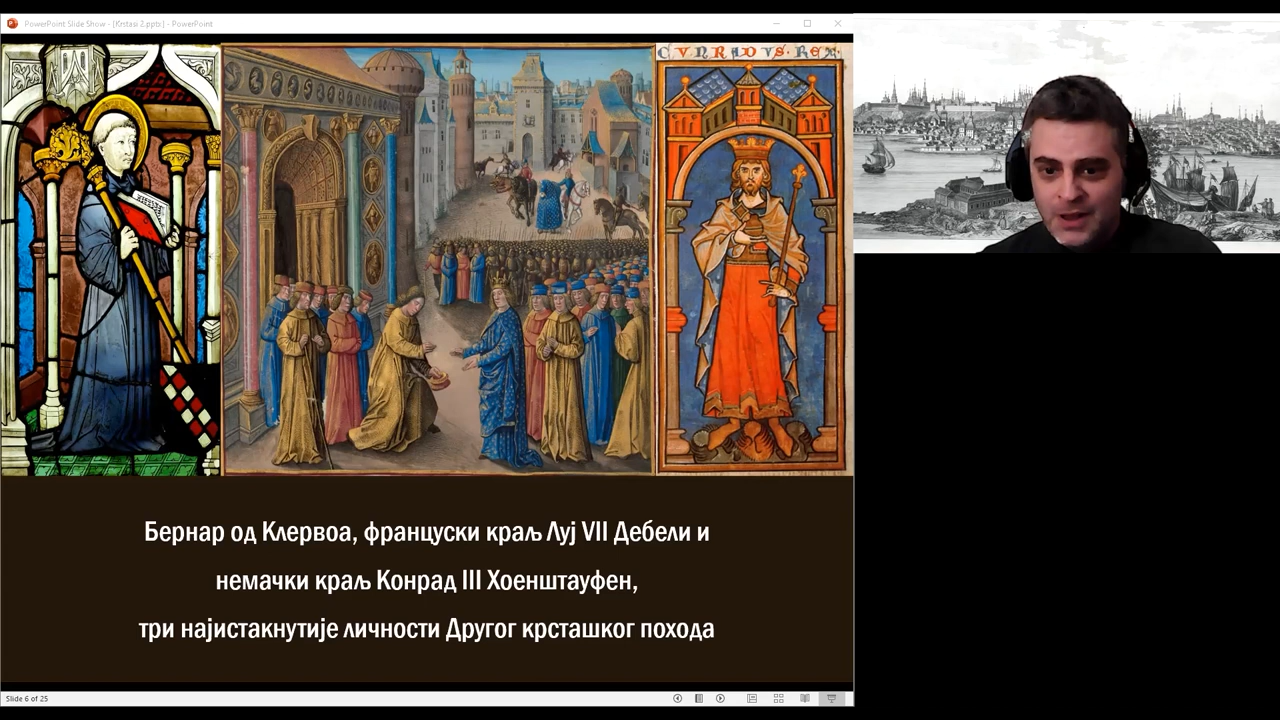 PowerPoint Slide Show - [Krstasi 2.pptx] - PowerPoint
CVNRADVS·REX·
Бернар од Клервоа, француски краљ Луј VII Дебели и
немачки краљ Конрад III Хоенштауфен,
три најистакнутије личности Другог крсташког похода
Slide 6 of 25